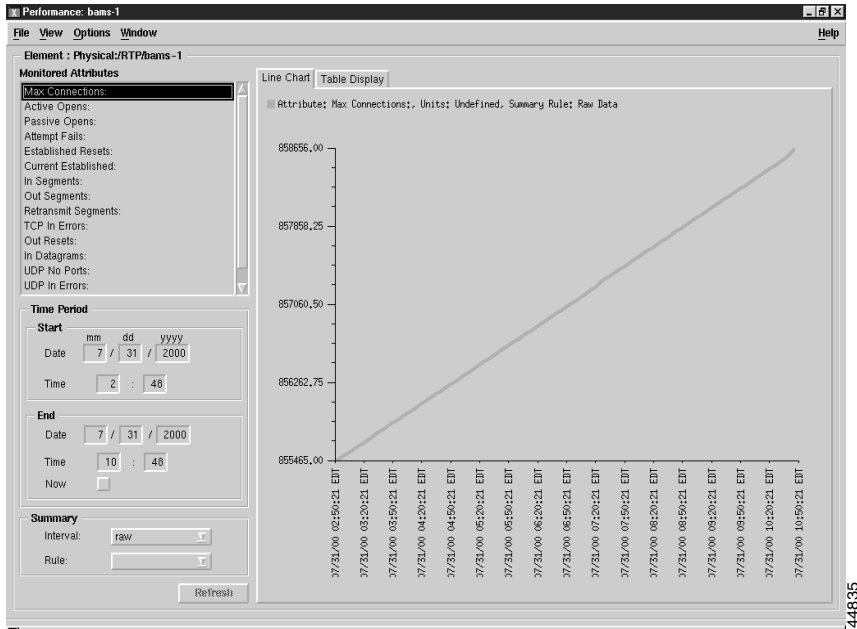 Performance: bams-1
File View Options Window Help
Element : Physical:/RTP/bams-1
Monitored Attributes
Max Connections:
Active Opens:
Passive Opens:
Attempt Fails:
Established Resets:
Current Established:
In Segments:
Out Segments:
Retransmit Segments:
TCP In Errors:
Out Resets:
In Datagrams:
UDP No Ports:
UDP In Errors:
Time Period
Start
mm dd yyyy
Date 7 / 31 / 2000
Time 2 : 48
End
Date 7 / 31 / 2000
Time 10 : 48
Now
Summary
Interval: raw
Rule:
Refresh
Line Chart Table Display
Attribute: Max Connections:, Units: Undefined, Summary Rule: Raw Data
858656.00
857858.25
857060.50
856262.75
855465.00
07/31/00 02:50:21 EDT
07/31/00 03:20:21 EDT
07/31/00 03:50:21 EDT
07/31/00 04:20:21 EDT
07/31/00 04:50:21 EDT
07/31/00 05:20:21 EDT
07/31/00 05:50:21 EDT
07/31/00 06:20:21 EDT
07/31/00 06:50:21 EDT
07/31/00 07:20:21 EDT
07/31/00 07:50:21 EDT
07/31/00 08:20:21 EDT
07/31/00 08:50:21 EDT
07/31/00 09:20:21 EDT
07/31/00 09:50:21 EDT
07/31/00 10:20:21 EDT
07/31/00 10:50:21 EDT
44835